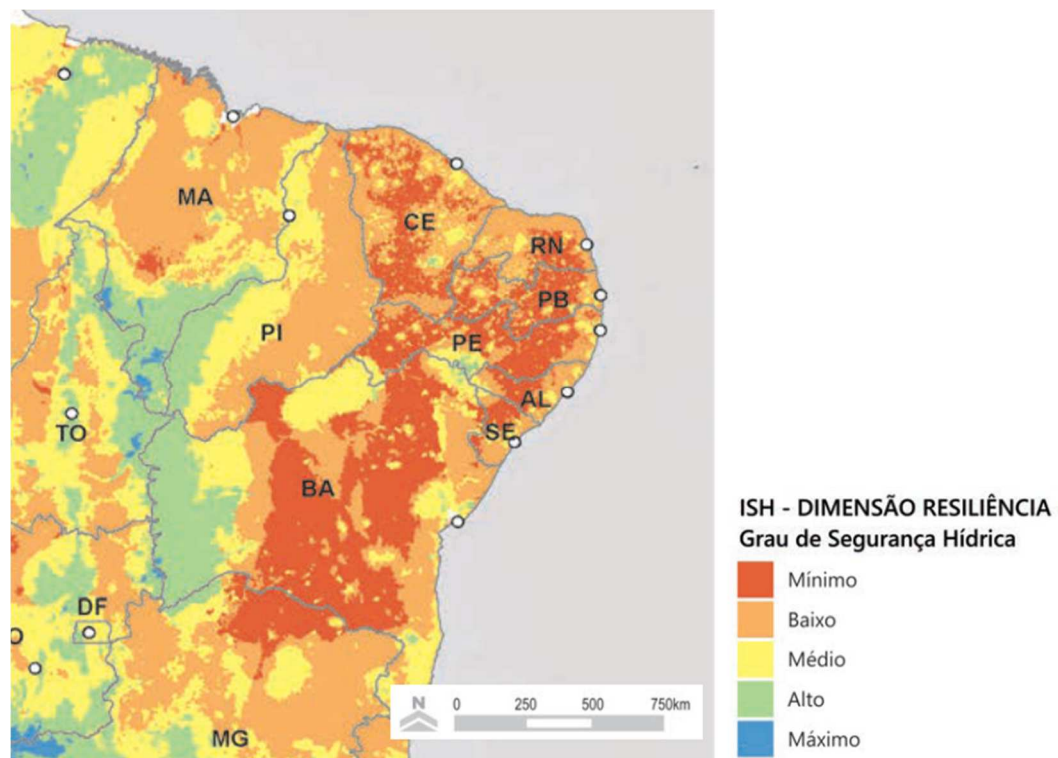 MA
CE
RN
PB
PI
PE
AL
TO
SE
BA
DF
O
MG
N
0 250 500 750km
ISH - DIMENSÃO RESILIÊNCIA
Grau de Segurança Hídrica
Mínimo
Baixo
Médio
Alto
Máximo